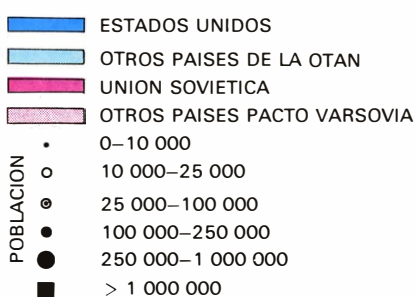 ESTADOS UNIDOS
OTROS PAISES DE LA OTAN
UNION SOVIETICA
OTROS PAISES PACTO VARSOVIA
POBLACION
0–10 000
10 000–25 000
25 000–100 000
100 000–250 000
250 000–1 000 000
> 1 000 000